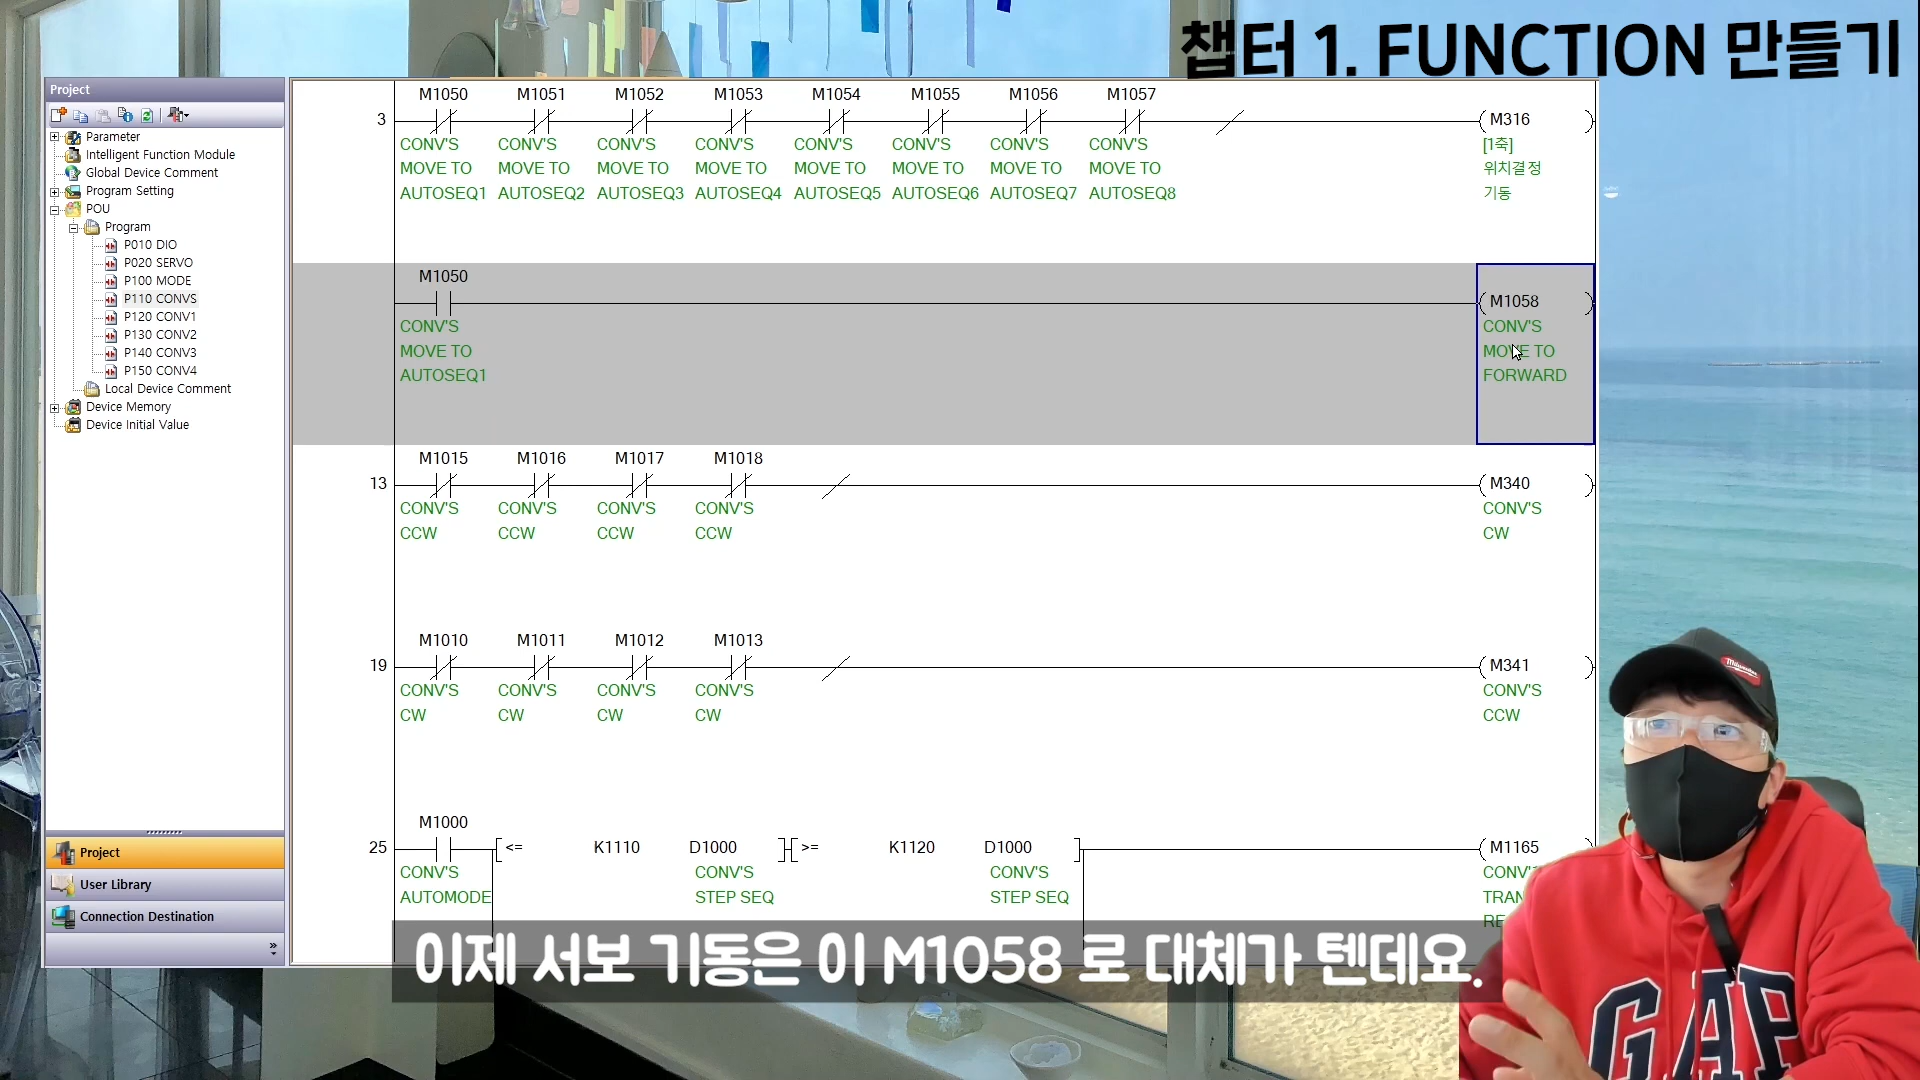 챕터 1. FUNCTION 만들기
Project
Parameter
Intelligent Function Module
Global Device Comment
Program Setting
POU
Program
P010 DIO
P020 SERVO
P100 MODE
P110 CONVS
P120 CONV1
P130 CONV2
P140 CONV3
P150 CONV4
Local Device Comment
Device Memory
Device Initial Value
Project
User Library
Connection Destination
M1050 M1051 M1052 M1053 M1054 M1055 M1056 M1057
3 M316
CONV'S CONV'S CONV'S CONV'S CONV'S CONV'S CONV'S CONV'S [1축]
MOVE TO MOVE TO MOVE TO MOVE TO MOVE TO MOVE TO MOVE TO MOVE TO 위치결정
AUTOSEQ1 AUTOSEQ2 AUTOSEQ3 AUTOSEQ4 AUTOSEQ5 AUTOSEQ6 AUTOSEQ7 AUTOSEQ8 기동
M1050
M1058
CONV'S CONV'S
MOVE TO MOVE TO
AUTOSEQ1 FORWARD
M1015 M1016 M1017 M1018
13 M340
CONV'S CONV'S CONV'S CONV'S CONV'S
CCW CCW CCW CCW CW
M1010 M1011 M1012 M1013
19 M341
CONV'S CONV'S CONV'S CONV'S CONV'S
CW CW CW CW CCW
M1000
25 <= K1110 D1000 >= K1120 D1000 M1165
CONV'S CONV'S CONV'S
AUTOMODE STEP SEQ STEP SEQ
이제 서보 기동은 이 M1058 로 대체가 텐데요.
GAP